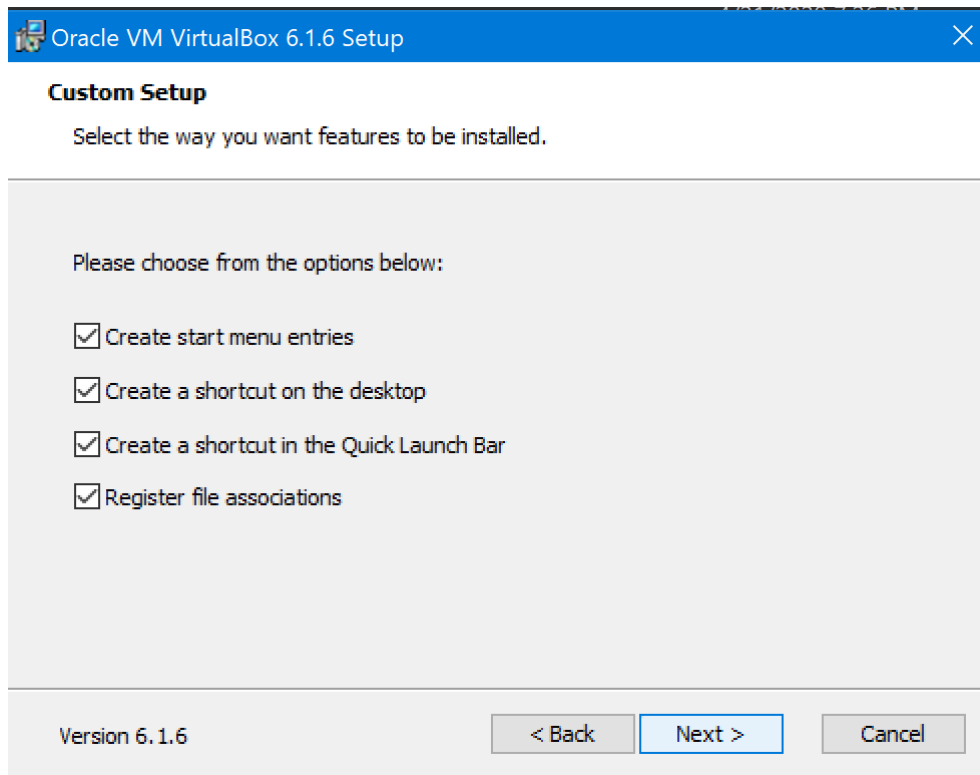 Oracle VM VirtualBox 6.1.6 Setup
Custom Setup
Select the way you want features to be installed.
Please choose from the options below:
Create start menu entries
Create a shortcut on the desktop
Create a shortcut in the Quick Launch Bar
Register file associations
Version 6.1.6
< Back
Next >
Cancel